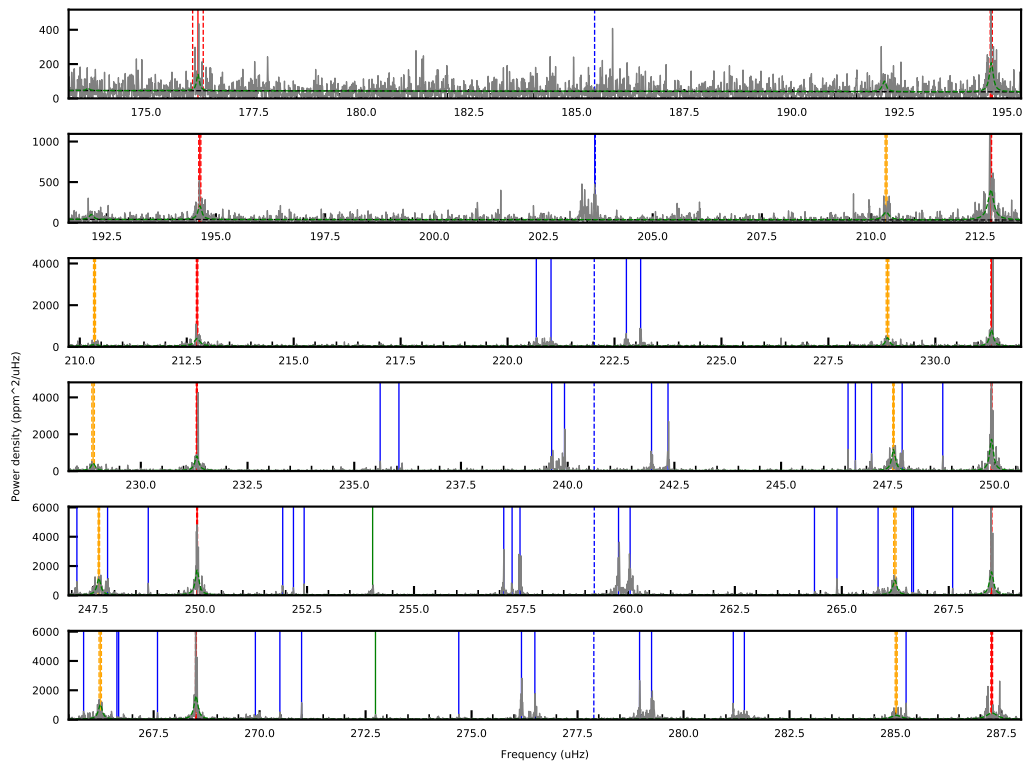 400
200
0
175.0 177.5 180.0 182.5 185.0 187.5 190.0 192.5 195.0
1000
500
0
192.5 195.0 197.5 200.0 202.5 205.0 207.5 210.0 212.5
4000
2000
0
210.0 212.5 215.0 217.5 220.0 222.5 225.0 227.5 230.0
4000
2000
0
230.0 232.5 235.0 237.5 240.0 242.5 245.0 247.5 250.0
6000
4000
2000
0
247.5 250.0 252.5 255.0 257.5 260.0 262.5 265.0 267.5
6000
4000
2000
0
267.5 270.0 272.5 275.0 277.5 280.0 282.5 285.0 287.5
Power density (ppm^2/uHz)
Frequency (uHz)